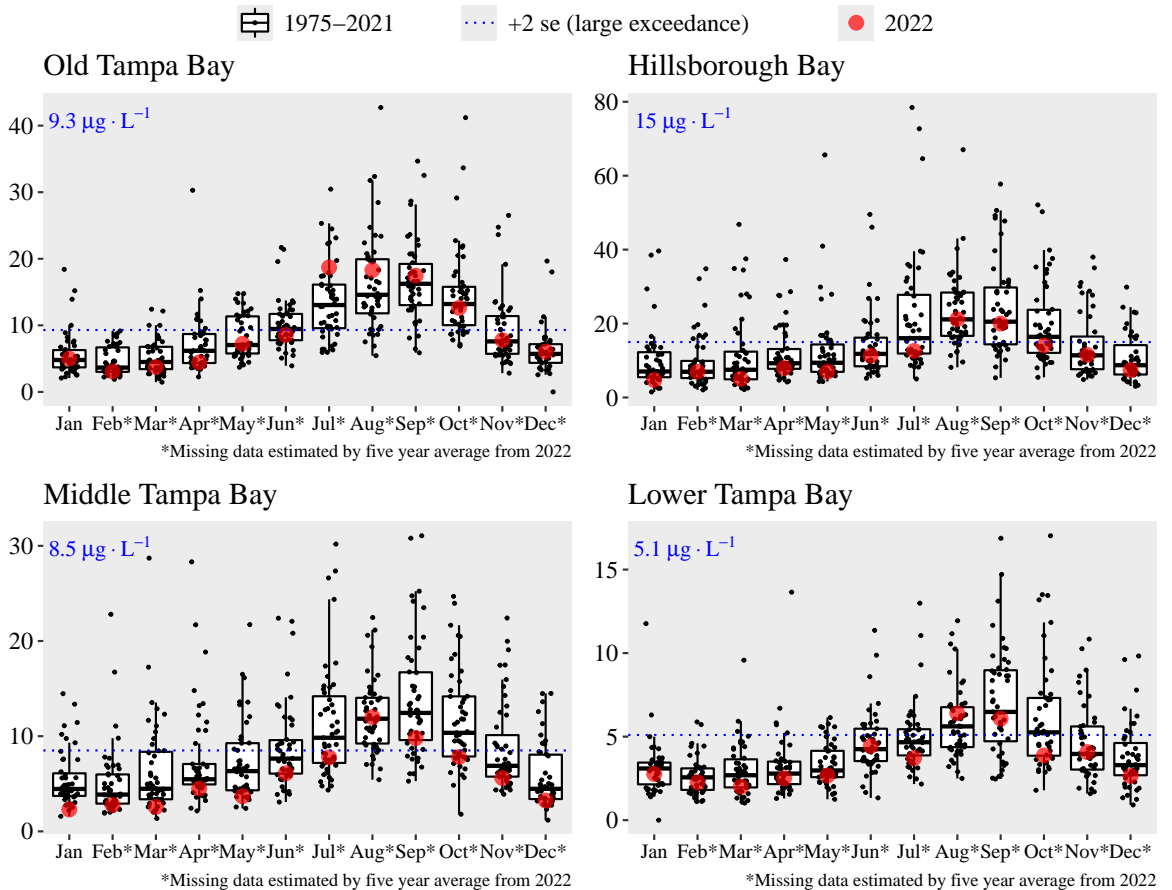 1975–2021 +2 se (large exceedance) 2022
Old Tampa Bay
9.3 μg · L⁻¹
40
30
20
10
0
Jan Feb* Mar* Apr* May* Jun* Jul* Aug* Sep* Oct* Nov* Dec*
*Missing data estimated by five year average from 2022
Hillsborough Bay
15 μg · L⁻¹
80
60
40
20
0
Jan Feb* Mar* Apr* May* Jun* Jul* Aug* Sep* Oct* Nov* Dec*
*Missing data estimated by five year average from 2022
Middle Tampa Bay
8.5 μg · L⁻¹
30
20
10
0
Jan Feb* Mar* Apr* May* Jun* Jul* Aug* Sep* Oct* Nov* Dec*
*Missing data estimated by five year average from 2022
Lower Tampa Bay
5.1 μg · L⁻¹
15
10
5
0
Jan Feb* Mar* Apr* May* Jun* Jul* Aug* Sep* Oct* Nov* Dec*
*Missing data estimated by five year average from 2022